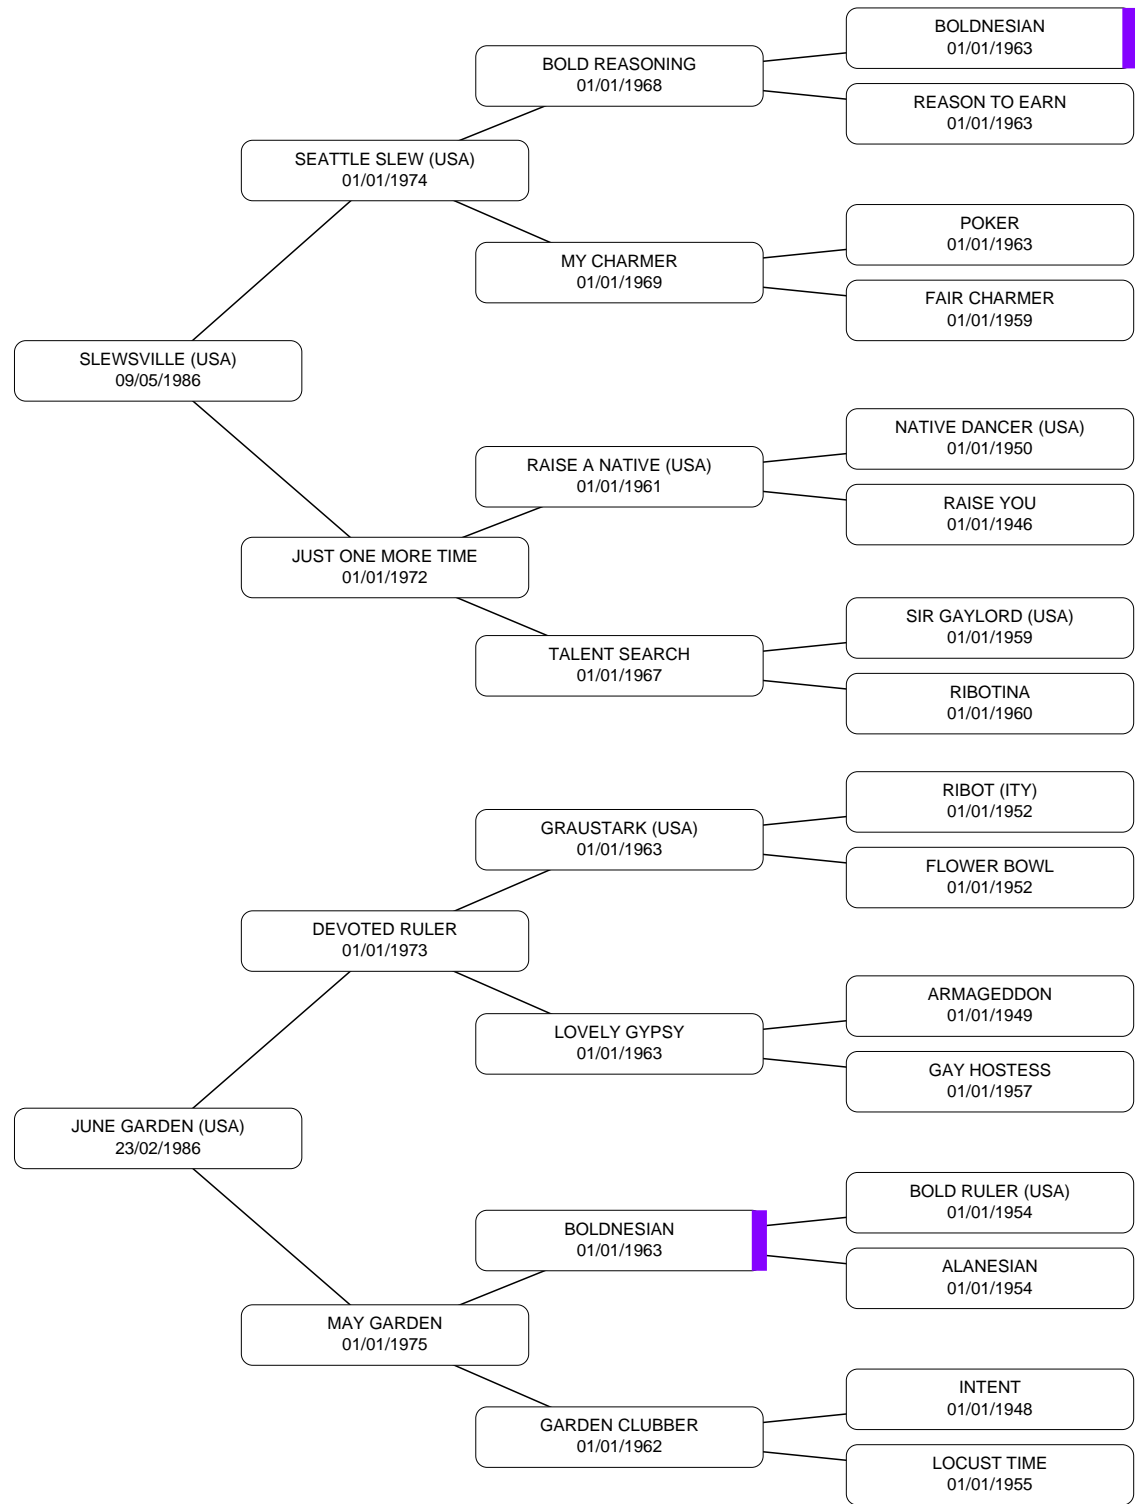 BOLDNESIAN
01/01/1963
BOLD REASONING
01/01/1968
REASON TO EARN
01/01/1963
SEATTLE SLEW (USA)
01/01/1974
POKER
01/01/1963
MY CHARMER
01/01/1969
FAIR CHARMER
01/01/1959
SLEWSVILLE (USA)
09/05/1986
NATIVE DANCER (USA)
01/01/1950
RAISE A NATIVE (USA)
01/01/1961
RAISE YOU
01/01/1946
JUST ONE MORE TIME
01/01/1972
SIR GAYLORD (USA)
01/01/1959
TALENT SEARCH
01/01/1967
RIBOTINA
01/01/1960
RIBOT (ITY)
01/01/1952
GRAUSTARK (USA)
01/01/1963
FLOWER BOWL
01/01/1952
DEVOTED RULER
01/01/1973
ARMAGEDDON
01/01/1949
LOVELY GYPSY
01/01/1963
GAY HOSTESS
01/01/1957
JUNE GARDEN (USA)
23/02/1986
BOLD RULER (USA)
01/01/1954
BOLDNESIAN
01/01/1963
ALANESIAN
01/01/1954
MAY GARDEN
01/01/1975
INTENT
01/01/1948
GARDEN CLUBBER
01/01/1962
LOCUST TIME
01/01/1955